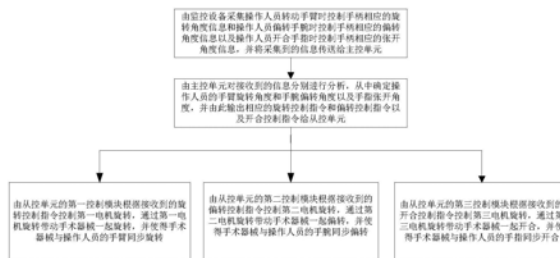 由监控设备采集操作人员转动手臂时控制手柄相应的旋
转角度信息和操作人员偏转手腕时控制手柄相应的偏转
角度信息以及操作人员开合手指时控制手柄相应的张开
角度信息，并将采集到的信息传送给主控单元
由主控单元对接收到的信息分别进行分析，从中确定操
作人员的手臂旋转角度和手腕偏转角度以及手指张开角
度，并由此输出相应的旋转控制指令和偏转控制指令以
及开合控制指令给从控单元
由从控单元的第一控制模块根据接收到的旋
转控制指令控制第一电机旋转，通过第一电
机旋转带动手术器械一起旋转，并使得手术
器械与操作人员的手臂同步旋转
由从控单元的第二控制模块根据接收到的
偏转控制指令控制第二电机旋转，通过第
二电机旋转带动手术器械一起偏转，并使
得手术器械与操作人员的手腕同步偏转
由从控单元的第三控制模块根据接收到的
开合控制指令控制第三电机旋转，通过第
三电机旋转带动手术器械一起开合，并使
得手术器械与操作人员的手指同步开合